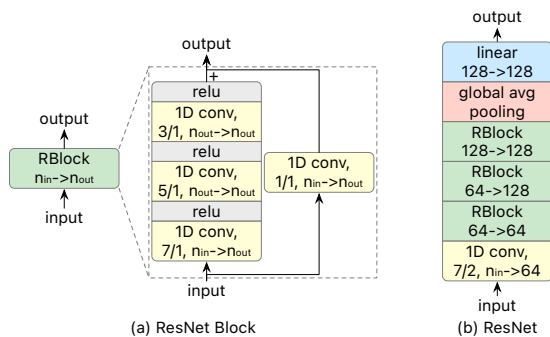 output
RBlock
nin->nout
input
output
+
relu
1D conv,
3/1, nout->nout
relu
1D conv,
5/1, nout->nout
relu
1D conv,
7/1, nin->nout
input
1D conv,
1/1, nin->nout
(a) ResNet Block
output
linear
128->128
global avg
pooling
RBlock
128->128
RBlock
64->128
RBlock
64->64
1D conv,
7/2, nin->64
input
(b) ResNet